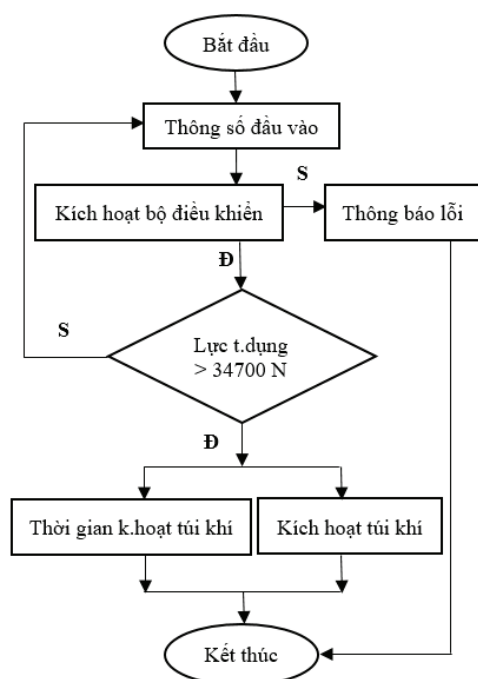 Bắt đầu
Thông số đầu vào
S
Kích hoạt bộ điều khiển
Thông báo lỗi
Đ
S
Lực t.dụng
> 34700 N
Đ
Thời gian k.hoạt túi khí
Kích hoạt túi khí
Kết thúc